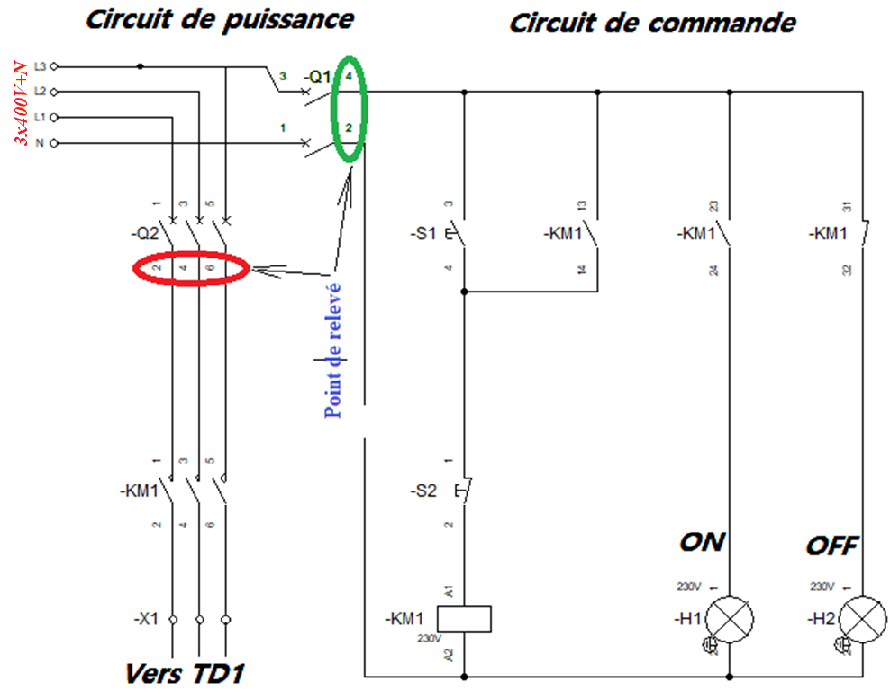 Circuit de puissance
Circuit de commande
3x400V+N
L3
L2
L1
N
3
-Q1
4
1
2
1
3
5
-Q2
2
4
6
Point de relevé
3
-S1
4
13
-KM1
14
23
-KM1
24
31
-KM1
32
1
3
5
-KM1
2
4
6
1
-S2
2
ON
OFF
-X1
A1
-KM1
230V
A2
230V
1
-H1
230V
1
-H2
Vers TD1